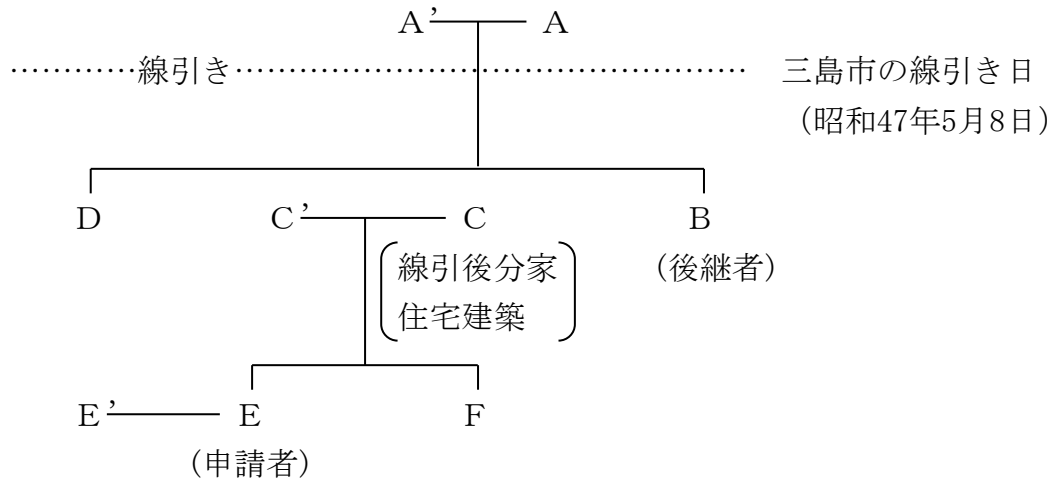 A’ A
…………線引き………………………………………… 三島市の線引き日
（昭和47年5月8日）
D C’ C B
線引後分家 （後継者）
住宅建築
E’ E F
（申請者）